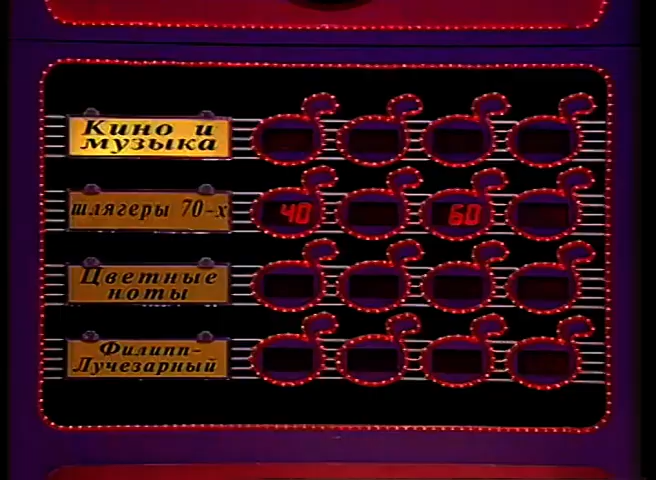 Кино и
музыка
шлягеры 70-х
40 60
Цветные
ноты
Филипп-
Лучезарный